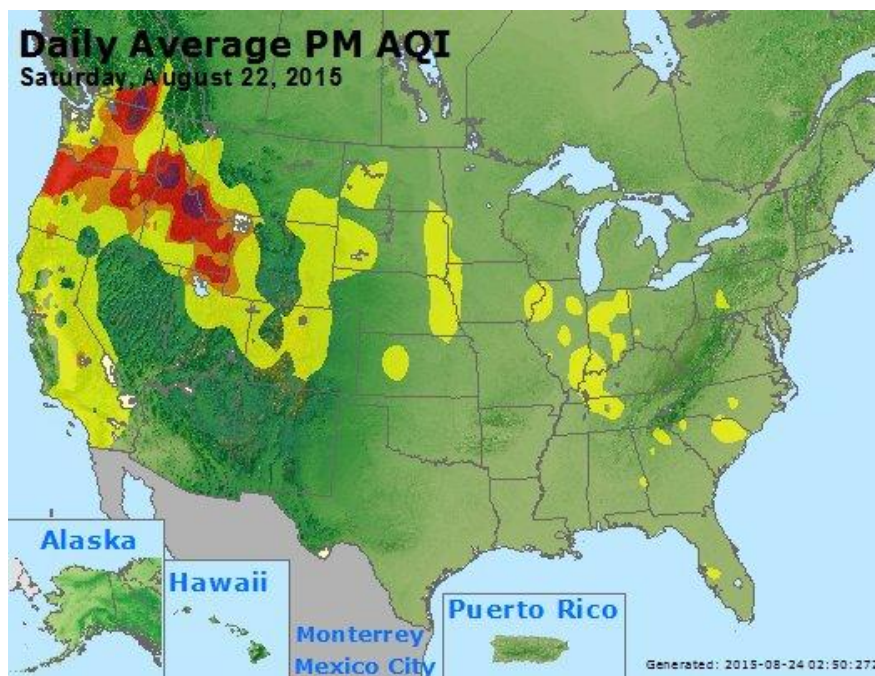 Daily Average PM AQI
Saturday, August 22, 2015
Alaska
Hawaii
Puerto Rico
Monterrey
Mexico City
Generated: 2015-08-24 02:50:27Z